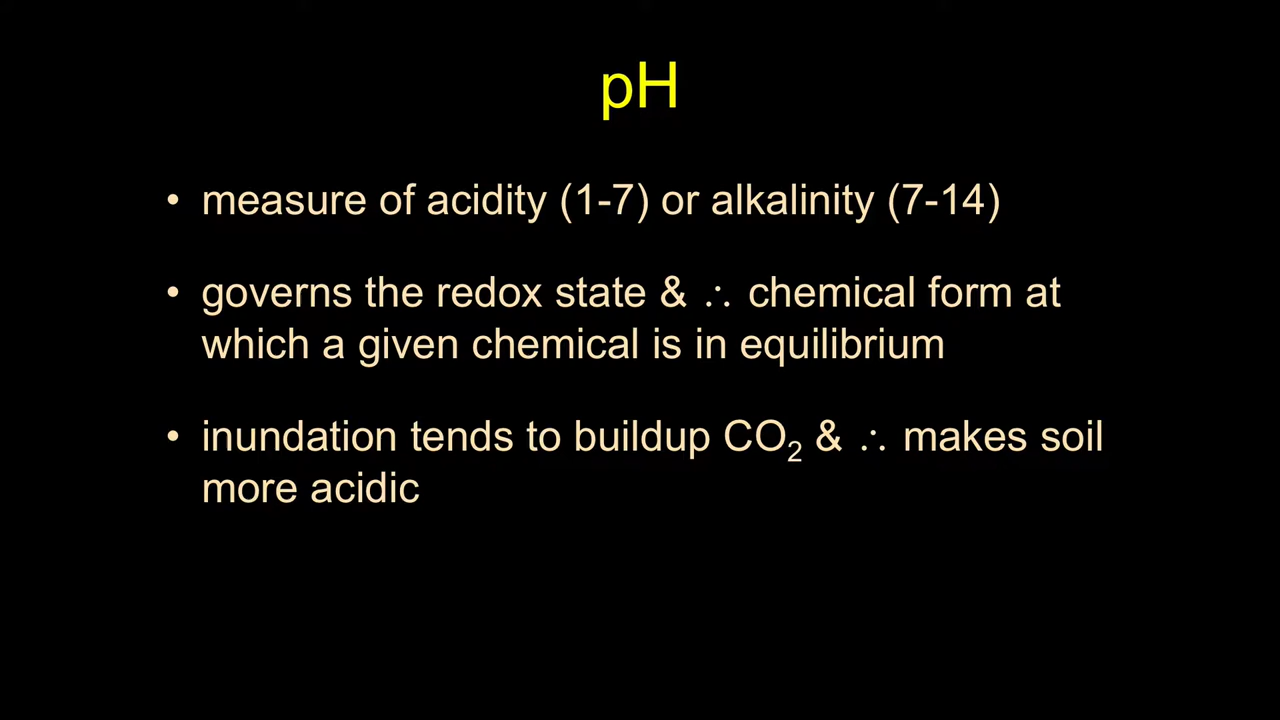 pH
• measure of acidity (1-7) or alkalinity (7-14)
• governs the redox state & ∴ chemical form at
which a given chemical is in equilibrium
• inundation tends to buildup CO₂ & ∴ makes soil
more acidic